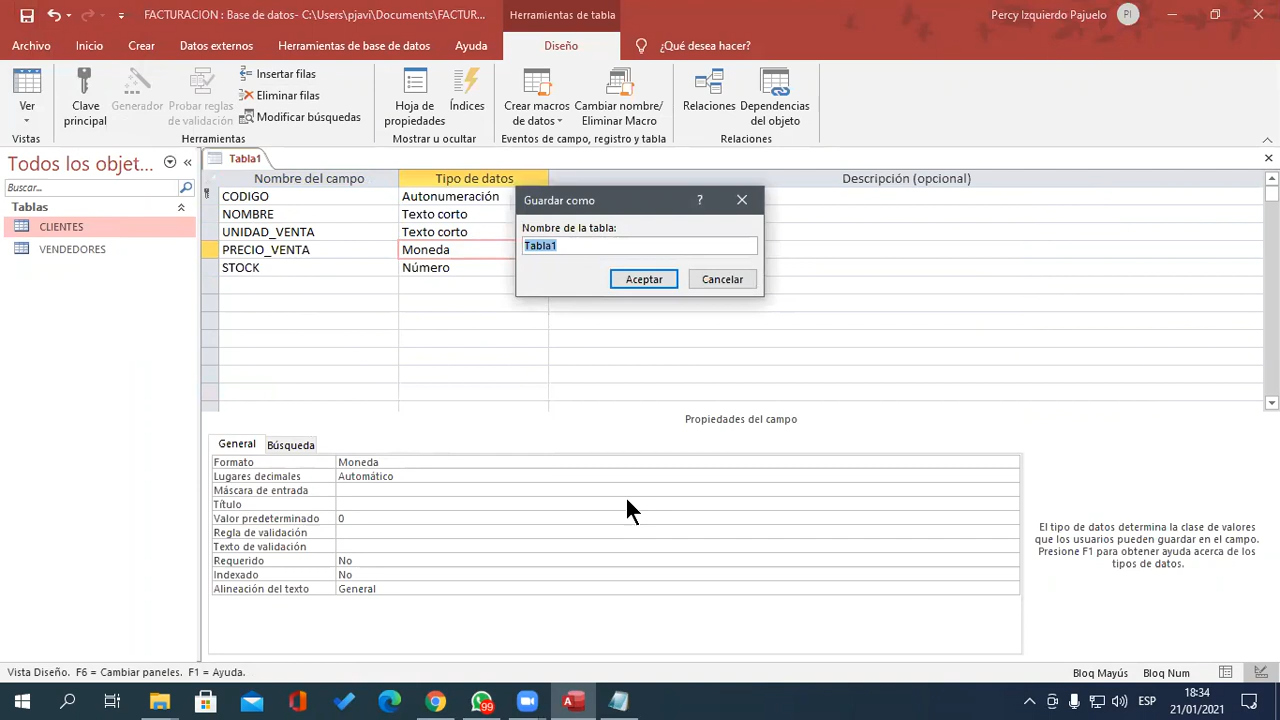 FACTURACION : Base de datos- C:\Users\pjavi\Documents\FACTUR...
Herramientas de tabla
Percy Izquierdo Pajuelo
PI
Archivo
Inicio
Crear
Datos externos
Herramientas de base de datos
Ayuda
Diseño
¿Qué desea hacer?
Ver
Clave principal
Generador
Probar reglas de validación
Insertar filas
Eliminar filas
Modificar búsquedas
Hoja de propiedades
Índices
Crear macros de datos
Cambiar nombre/ Eliminar Macro
Relaciones
Dependencias del objeto
Vistas
Herramientas
Mostrar u ocultar
Eventos de campo, registro y tabla
Relaciones
Todos los objet...
Buscar...
Tablas
CLIENTES
VENDEDORES
Tabla1
Nombre del campo
Tipo de datos
Descripción (opcional)
CODIGO
Autonumeración
NOMBRE
Texto corto
UNIDAD_VENTA
Texto corto
PRECIO_VENTA
Moneda
STOCK
Número
Guardar como
?
Nombre de la tabla:
Tabla1
Aceptar
Cancelar
Propiedades del campo
General
Búsqueda
Formato
Moneda
Lugares decimales
Automático
Máscara de entrada
Título
Valor predeterminado
0
Regla de validación
Texto de validación
Requerido
No
Indexado
No
Alineación del texto
General
El tipo de datos determina la clase de valores
que los usuarios pueden guardar en el campo.
Presione F1 para obtener ayuda acerca de los
tipos de datos.
Vista Diseño. F6 = Cambiar paneles. F1 = Ayuda.
Bloq Mayús
Bloq Num
99
ESP
18:34
21/01/2021